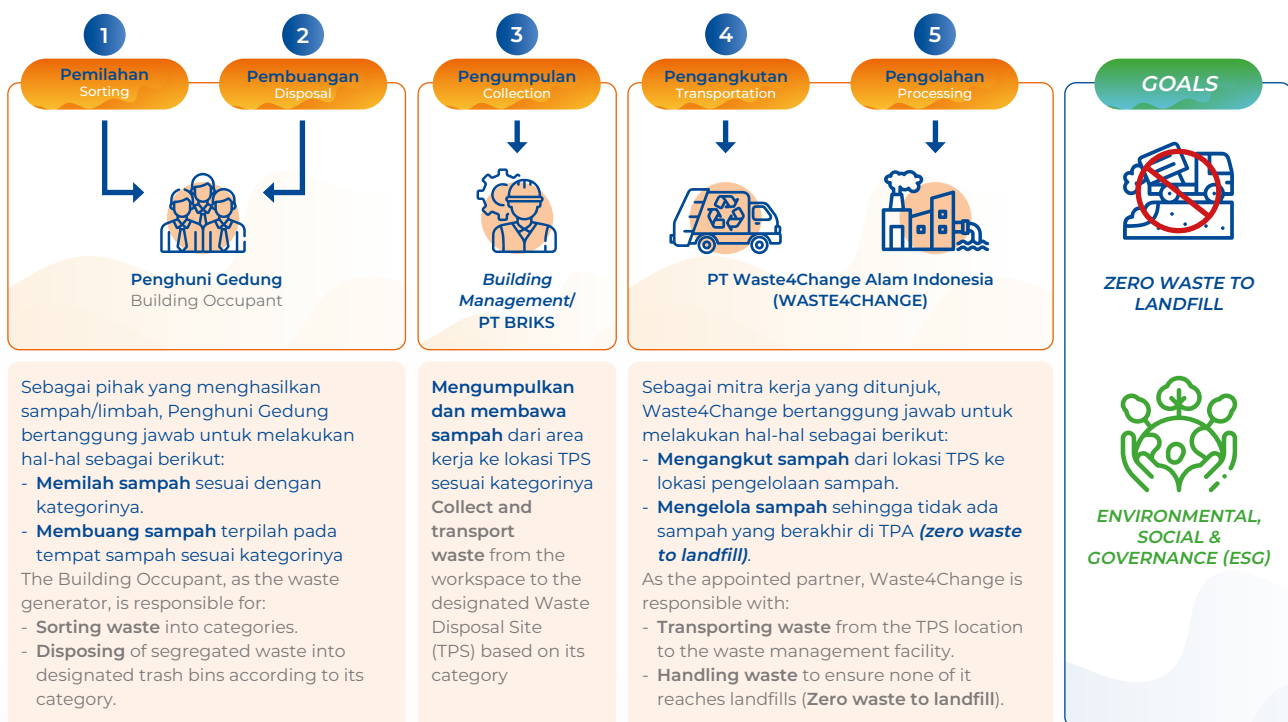 1
Pemilahan
Sorting
2
Pembuangan
Disposal
Penghuni Gedung
Building Occupant
Sebagai pihak yang menghasilkan
sampah/limbah, Penghuni Gedung
bertanggung jawab untuk melakukan
hal-hal sebagai berikut:
- Memilah sampah sesuai dengan
kategorinya.
- Membuang sampah terpilah pada
tempat sampah sesuai kategorinya
The Building Occupant, as the waste
generator, is responsible for:
- Sorting waste into categories.
- Disposing of segregated waste into
designated trash bins according to its
category.
3
Pengumpulan
Collection
Building
Management/
PT BRIKS
Mengumpulkan
dan membawa
sampah dari area
kerja ke lokasi TPS
sesuai kategorinya
Collect and
transport
waste from the
workspace to the
designated Waste
Disposal Site
(TPS) based on its
category
4
Pengangkutan
Transportation
5
Pengolahan
Processing
PT Waste4Change Alam Indonesia
(WASTE4CHANGE)
Sebagai mitra kerja yang ditunjuk,
Waste4Change bertanggung jawab untuk
melakukan hal-hal sebagai berikut:
- Mengangkut sampah dari lokasi TPS ke
lokasi pengelolaan sampah.
- Mengelola sampah sehingga tidak ada
sampah yang berakhir di TPA (zero waste
to landfill).
As the appointed partner, Waste4Change is
responsible with:
- Transporting waste from the TPS location
to the waste management facility.
- Handling waste to ensure none of it
reaches landfills (Zero waste to landfill).
GOALS
ZERO WASTE TO
LANDFILL
ENVIRONMENTAL,
SOCIAL &
GOVERNANCE (ESG)